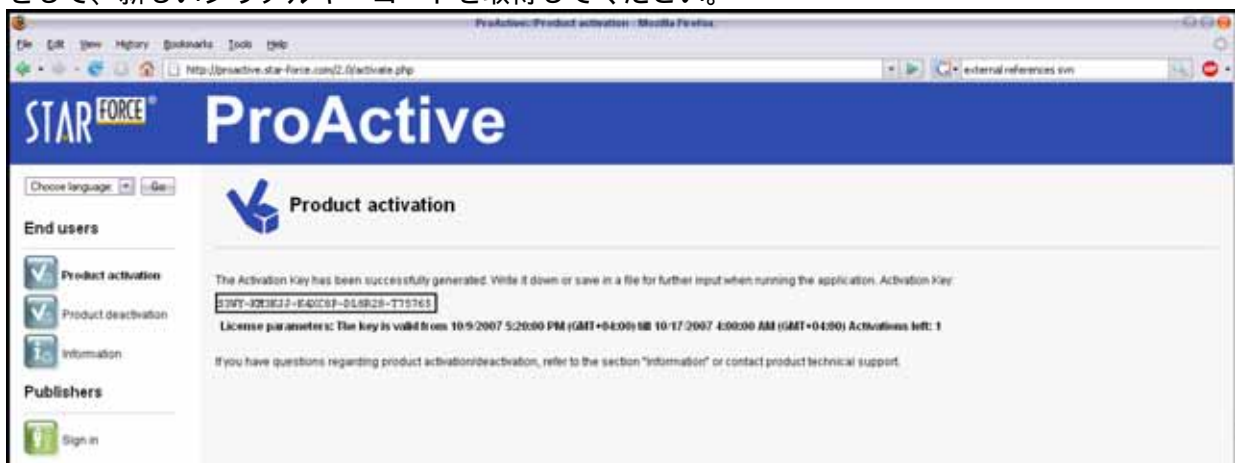 ProActive: Product activation - Mozilla Firefox
File Edit View History Bookmarks Tools Help
http://proactive.star-force.com/2.0/activate.php
external references svn
STAR FORCE
ProActive
Choose language: Go
Product activation
End users
Product activation
Product deactivation
Information
Publishers
Sign in
The Activation Key has been successfully generated. Write it down or save in a file for further input when running the application. Activation Key:
License parameters: The key is valid from 10/9/2007 5:20:00 PM (GMT+04:00) till 10/17/2007 4:00:00 AM (GMT+04:00) Activations left: 1
If you have questions regarding product activation/deactivation, refer to the section "Information" or contact product technical support.